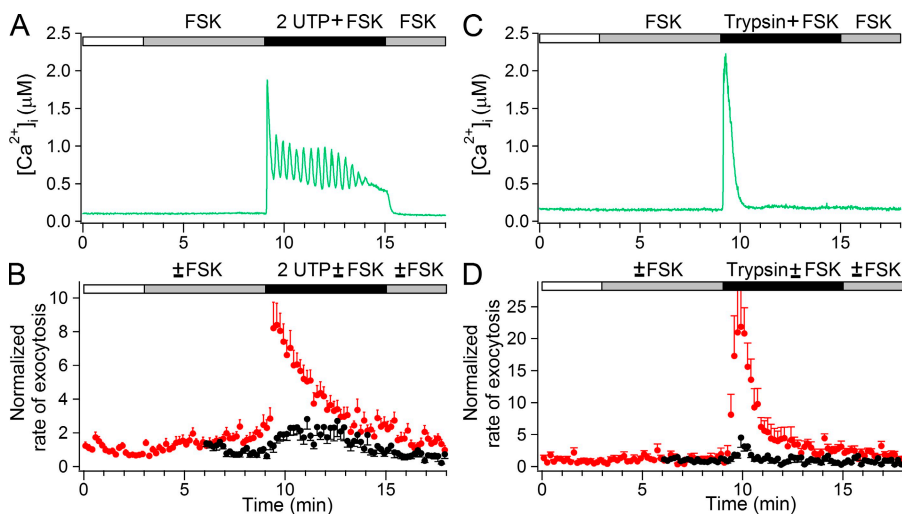 A
FSK 2 UTP+FSK FSK
2.5
2.0
1.5
1.0
0.5
0.0
[Ca2+]i (μM)
0 5 10 15
B
±FSK 2 UTP±FSK ±FSK
10
8
6
4
2
0
Normalized
rate of exocytosis
0 5 10 15
Time (min)
C
FSK Trypsin+FSK FSK
2.5
2.0
1.5
1.0
0.5
0.0
[Ca2+]i (μM)
0 5 10 15
D
±FSK Trypsin±FSK ±FSK
25
20
15
10
5
0
Normalized
rate of exocytosis
0 5 10 15
Time (min)